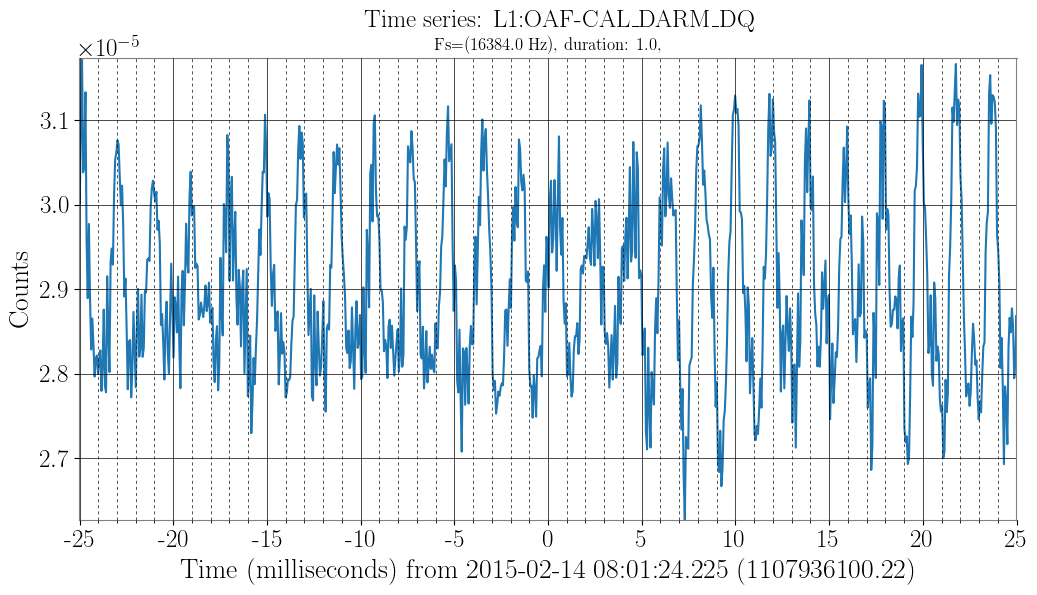 Time series: L1:OAF-CAL_DARM_DQ
Fs=(16384.0 Hz), duration: 1.0,
×10⁻⁵
3.1
3.0
2.9
2.8
2.7
Counts
-25 -20 -15 -10 -5 0 5 10 15 20 25
Time (milliseconds) from 2015-02-14 08:01:24.225 (1107936100.22)